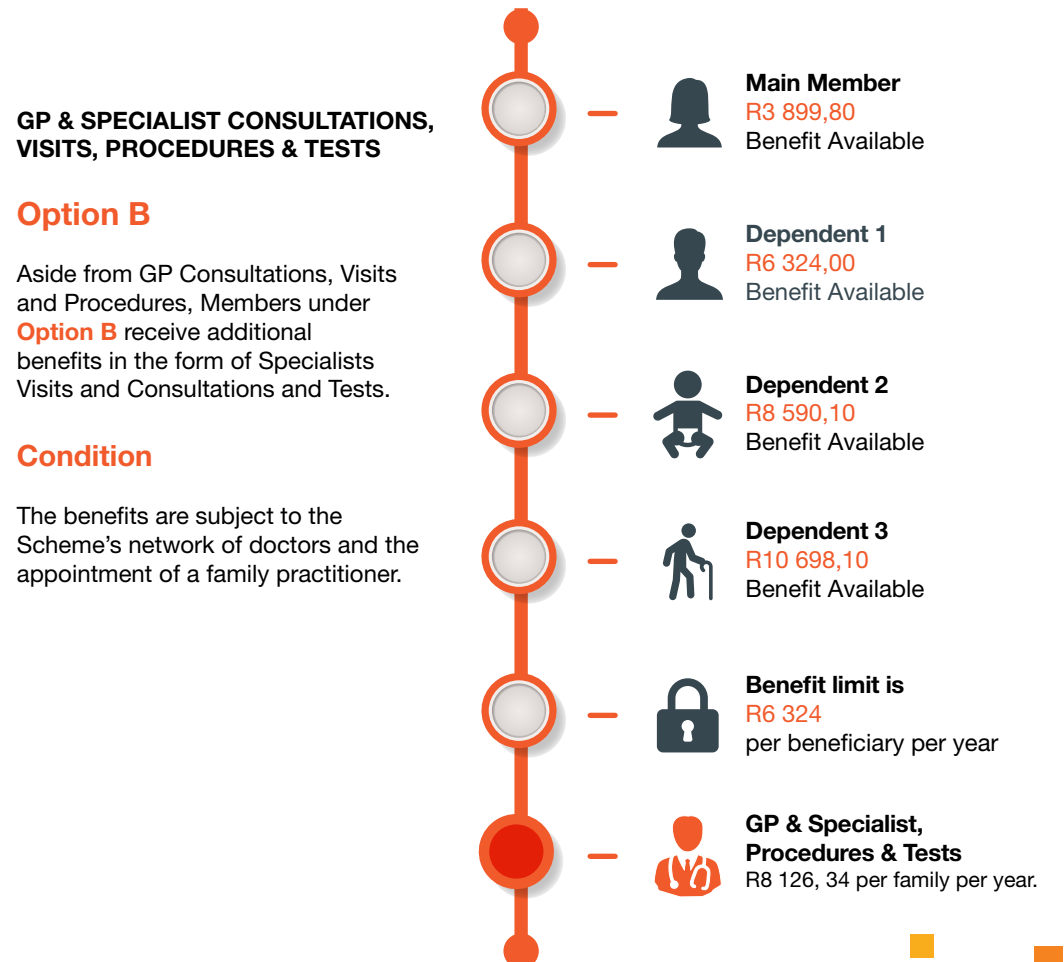 GP & SPECIALIST CONSULTATIONS,
VISITS, PROCEDURES & TESTS
Option B
Aside from GP Consultations, Visits
and Procedures, Members under
Option B receive additional
benefits in the form of Specialists
Visits and Consultations and Tests.
Condition
The benefits are subject to the
Scheme's network of doctors and the
appointment of a family practitioner.
Main Member
R3 899,80
Benefit Available
Dependent 1
R6 324,00
Benefit Available
Dependent 2
R8 590,10
Benefit Available
Dependent 3
R10 698,10
Benefit Available
Benefit limit is
R6 324
per beneficiary per year
GP & Specialist,
Procedures & Tests
R8 126, 34 per family per year.